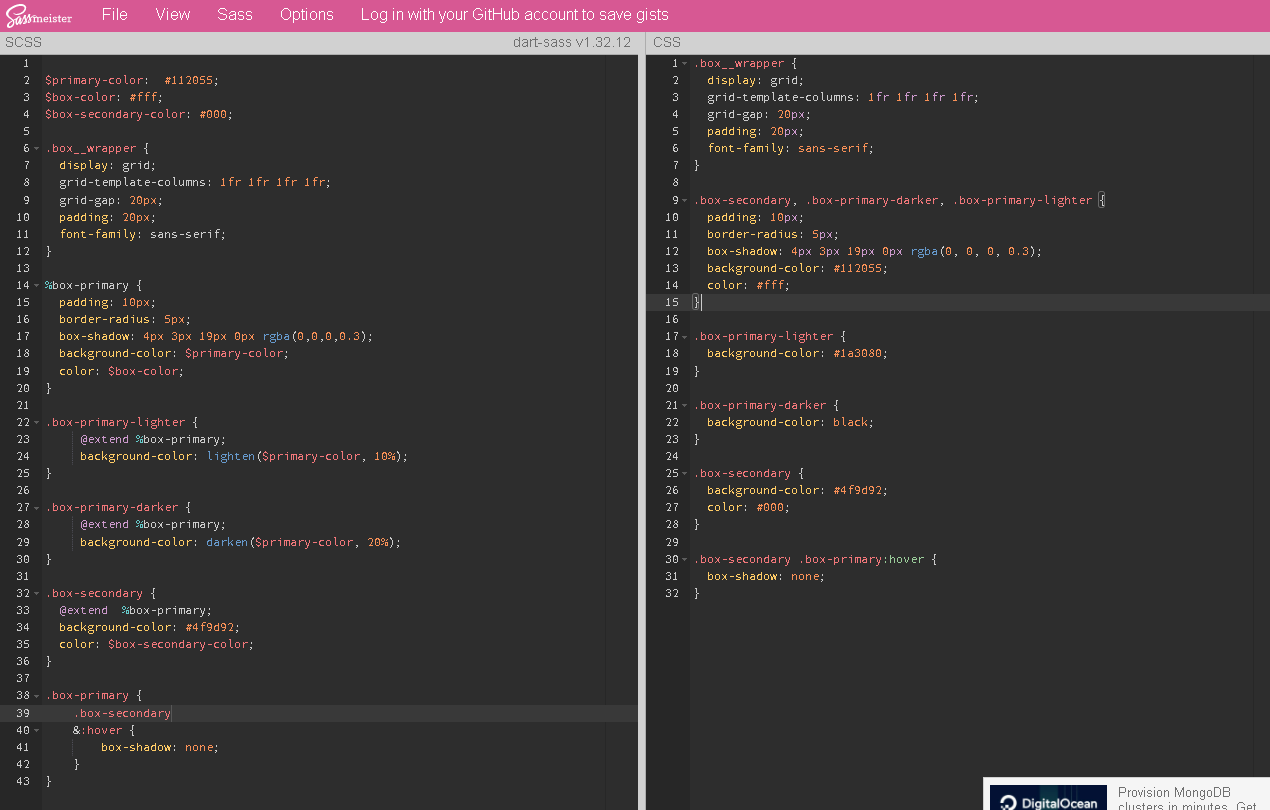 Sassmeister File View Sass Options Log in with your GitHub account to save gists
SCSS dart-sass v1.32.12
1
2 $primary-color:  #112055;
3 $box-color: #fff;
4 $box-secondary-color: #000;
5
6 .box__wrapper {
7   display: grid;
8   grid-template-columns: 1fr 1fr 1fr 1fr;
9   grid-gap: 20px;
10   padding: 20px;
11   font-family: sans-serif;
12 }
13
14 %box-primary {
15   padding: 10px;
16   border-radius: 5px;
17   box-shadow: 4px 3px 19px 0px rgba(0,0,0,0.3);
18   background-color: $primary-color;
19   color: $box-color;
20 }
21
22 .box-primary-lighter {
23      @extend %box-primary;
24      background-color: lighten($primary-color, 10%);
25 }
26
27 .box-primary-darker {
28      @extend %box-primary;
29      background-color: darken($primary-color, 20%);
30 }
31
32 .box-secondary {
33   @extend  %box-primary;
34   background-color: #4f9d92;
35   color: $box-secondary-color;
36 }
37
38 .box-primary {
39     .box-secondary
40     &:hover {
41         box-shadow: none;
42     }
43 }
CSS
1 .box__wrapper {
2   display: grid;
3   grid-template-columns: 1fr 1fr 1fr 1fr;
4   grid-gap: 20px;
5   padding: 20px;
6   font-family: sans-serif;
7 }
8
9 .box-secondary, .box-primary-darker, .box-primary-lighter {
10   padding: 10px;
11   border-radius: 5px;
12   box-shadow: 4px 3px 19px 0px rgba(0, 0, 0, 0.3);
13   background-color: #112055;
14   color: #fff;
15 }
16
17 .box-primary-lighter {
18   background-color: #1a3080;
19 }
20
21 .box-primary-darker {
22   background-color: black;
23 }
24
25 .box-secondary {
26   background-color: #4f9d92;
27   color: #000;
28 }
29
30 .box-secondary .box-primary:hover {
31   box-shadow: none;
32 }
DigitalOcean
Provision MongoDB
clusters in minutes. Get